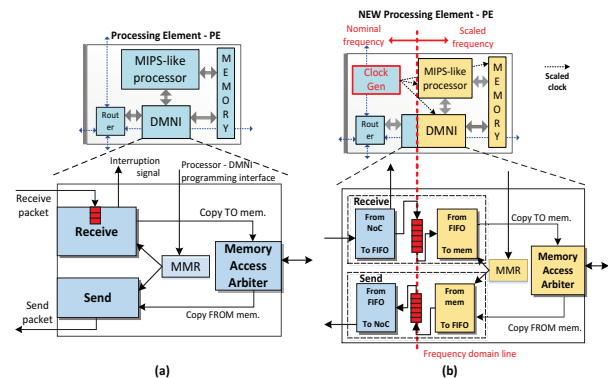 Processing Element - PE
MIPS-like
processor
M
E
M
O
R
Y
Rout
er
DMNI
Interruption
signal
Processor - DMNI
programming interface
Receive
packet
Receive
Copy TO mem.
MMR
Memory
Access
Arbiter
Send
Send
packet
Copy FROM mem.
(a)
NEW Processing Element - PE
Nominal
frequency
Scaled
frequency
Clock
Gen
MIPS-like
processor
M
E
M
O
R
Y
Scaled
clock
Rout
er
DMNI
Receive
From
NoC
To FIFO
From
FIFO
To mem
Copy TO mem.
MMR
Memory
Access
Arbiter
Send
From
FIFO
To NoC
From
mem
To FIFO
Copy FROM mem.
Frequency domain line
(b)